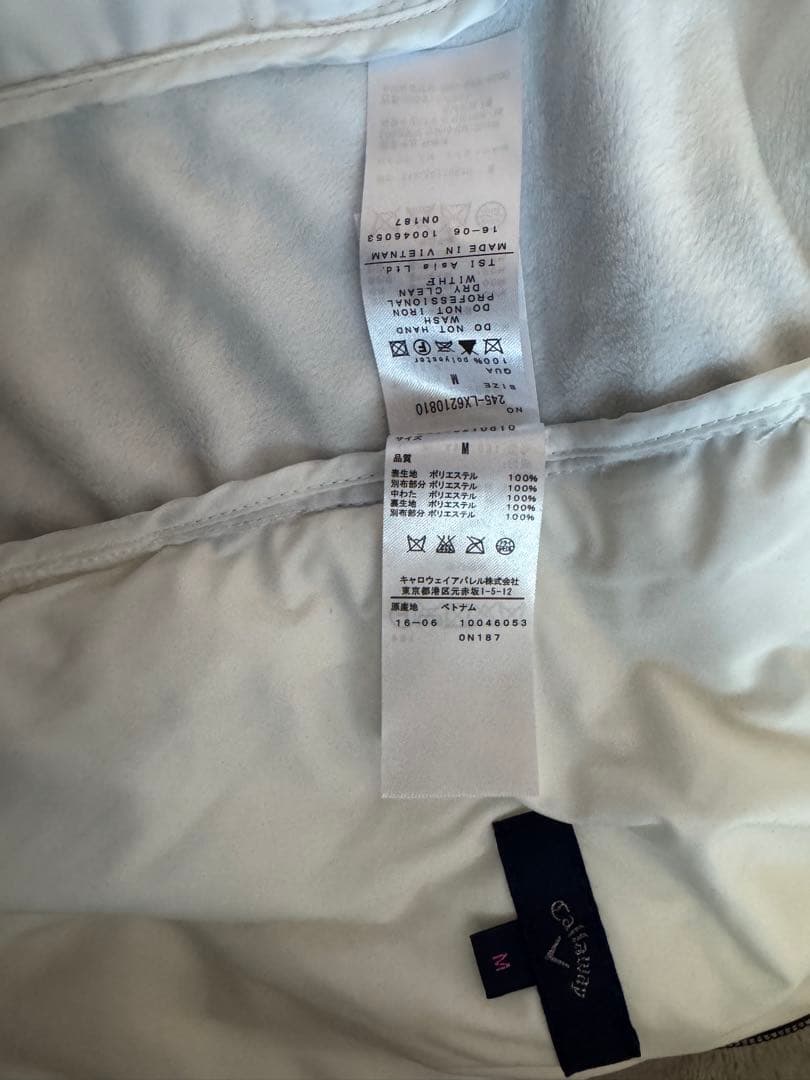 NO. 245-LX6210810
SIZE M
QUA
100% polyester
DO NOT HAND
WASH
DO NOT IRON
PROFESSIONAL
DRY CLEAN
WITHF
TSI Asia Ltd.
MADE IN VIETNAM
16-06 10046053
0N187
サイズ M
品質
表生地 ポリエステル 100%
別布部分 ポリエステル 100%
中わた ポリエステル 100%
裏生地 ポリエステル 100%
別布部分 ポリエステル 100%
キャロウェイアパレル株式会社
東京都港区元赤坂1-5-12
原産地 ベトナム
16-06 10046053
0N187
Callaway
M